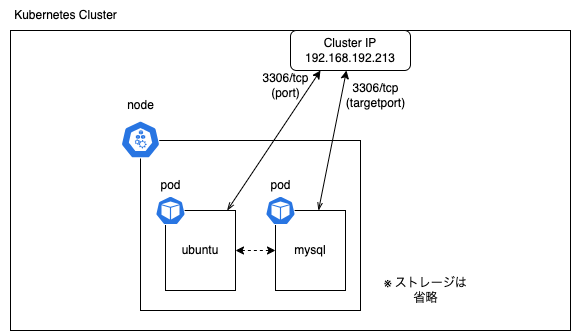 Kubernetes Cluster
Cluster IP
192.168.192.213
3306/tcp
(port)
3306/tcp
(targetport)
node
pod
pod
ubuntu
mysql
※ ストレージは
省略